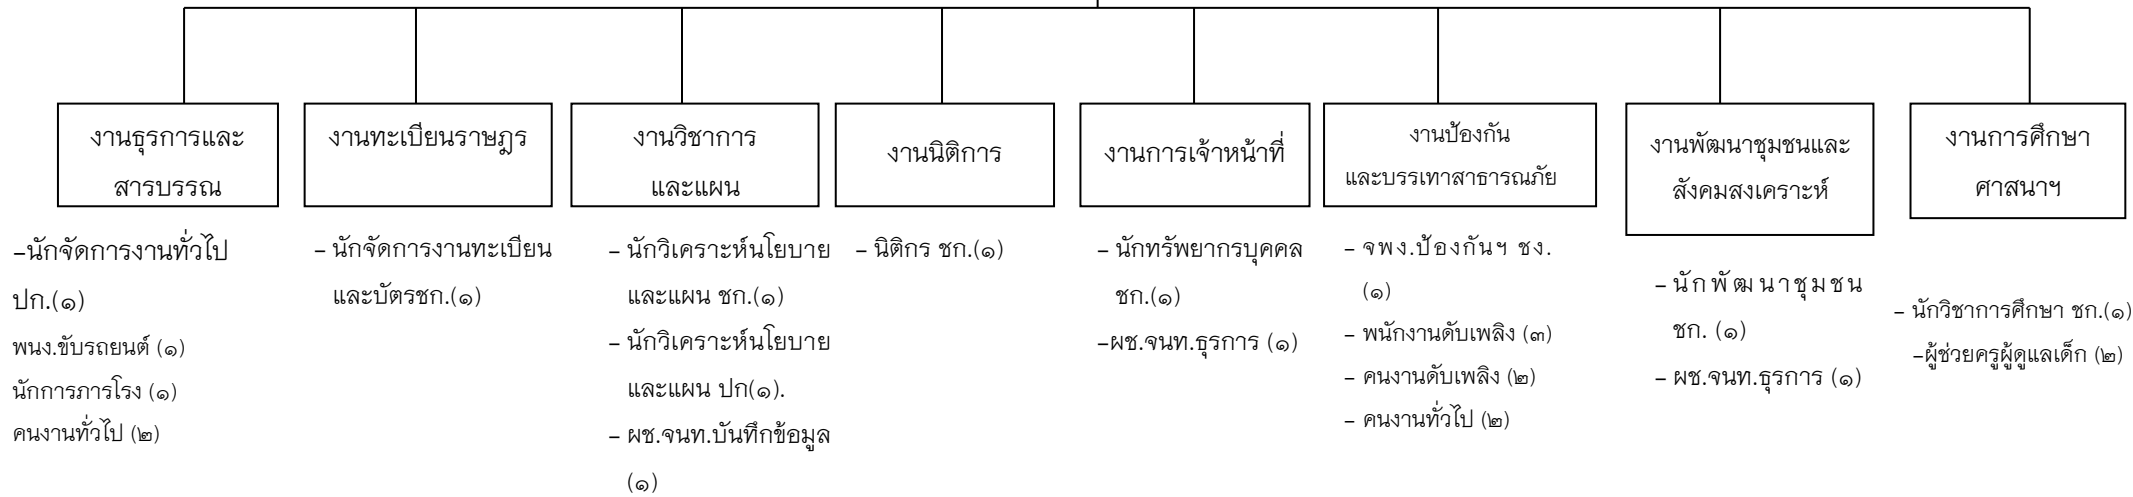 งานธุรการและ
สารบรรณ
–นักจัดการงานทั่วไป
ปก.(๑)
พนง.ขับรถยนต์ (๑)
นักการภารโรง (๑)
คนงานทั่วไป (๒)
งานทะเบียนราษฎร
– นักจัดการงานทะเบียน
และบัตรชก.(๑)
งานวิชาการ
และแผน
– นักวิเคราะห์นโยบาย
และแผน ชก.(๑)
– นักวิเคราะห์นโยบาย
และแผน ปก(๑).
– ผช.จนท.บันทึกข้อมูล
(๑)
งานนิติการ
– นิติกร ชก.(๑)
งานการเจ้าหน้าที่
– นักทรัพยากรบุคคล
ชก.(๑)
–ผช.จนท.ธุรการ (๑)
งานป้องกัน
และบรรเทาสาธารณภัย
– จพง.ป้องกันฯ ชง.
(๑)
– พนักงานดับเพลิง (๓)
– คนงานดับเพลิง (๒)
– คนงานทั่วไป (๒)
งานพัฒนาชุมชนและ
สังคมสงเคราะห์
– นักพัฒนาชุมชน
ชก. (๑)
– ผช.จนท.ธุรการ (๑)
งานการศึกษา
ศาสนาฯ
– นักวิชาการศึกษา ชก.(๑)
–ผู้ช่วยครูผู้ดูแลเด็ก (๒)